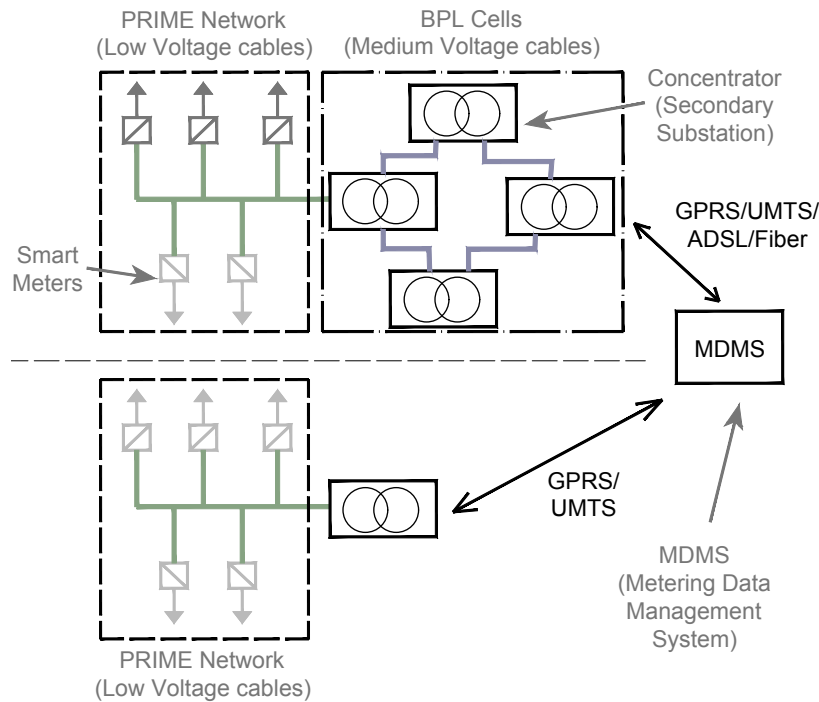 PRIME Network
(Low Voltage cables)
BPL Cells
(Medium Voltage cables)
Concentrator
(Secondary
Substation)
GPRS/UMTS/
ADSL/Fiber
Smart
Meters
MDMS
GPRS/
UMTS
MDMS
(Metering Data
Management
System)
PRIME Network
(Low Voltage cables)